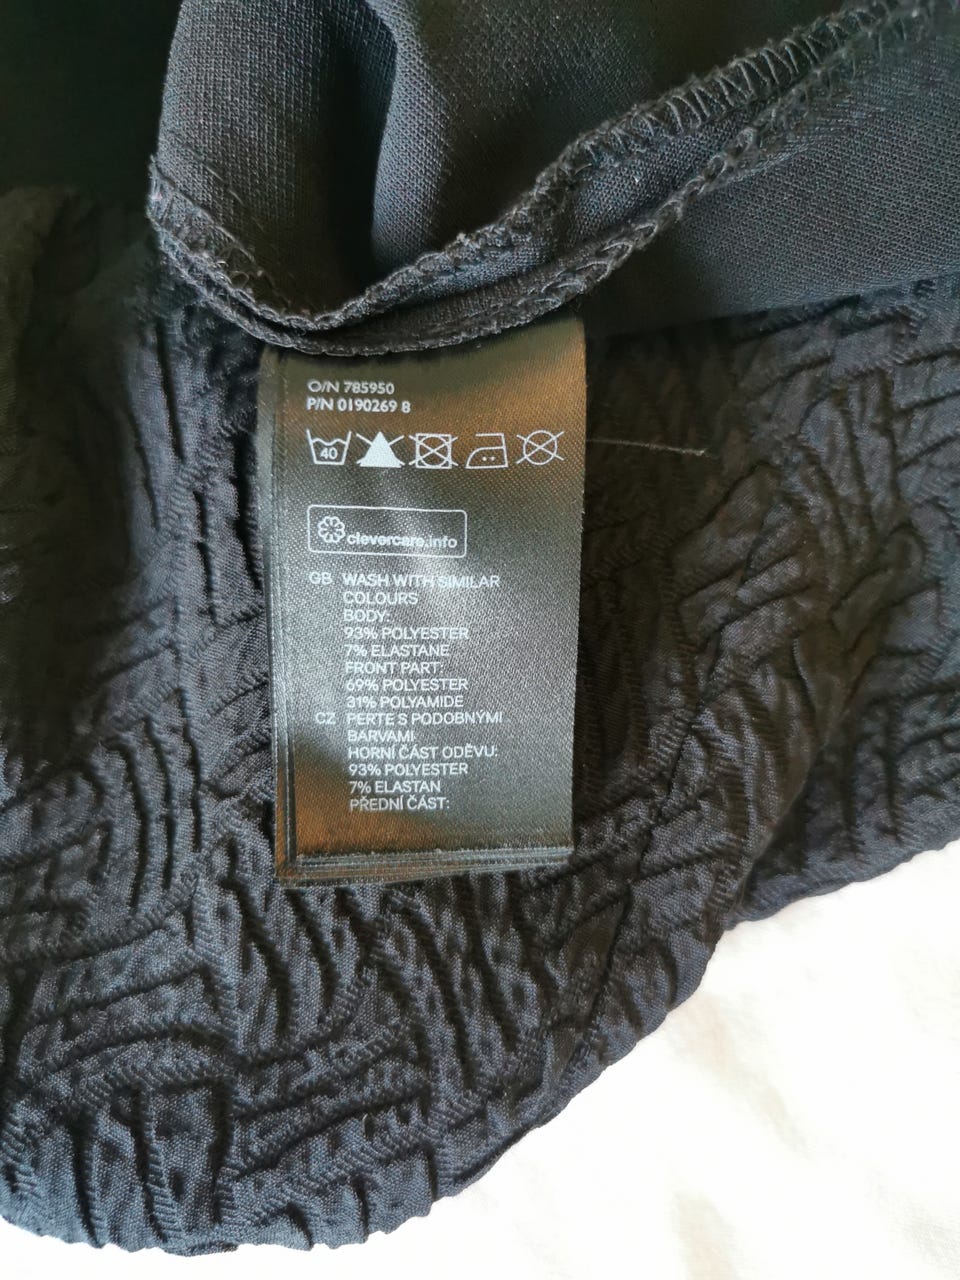 O/N 785950
P/N 0190269 8
40
clevercare.info
GB WASH WITH SIMILAR
COLOURS
BODY:
93% POLYESTER
7% ELASTANE
FRONT PART:
69% POLYESTER
31% POLYAMIDE
CZ PERTE S PODOBNÝMI
BARVAMI
HORNÍ ČÁST ODĚVU:
93% POLYESTER
7% ELASTAN
PŘEDNÍ ČÁST: